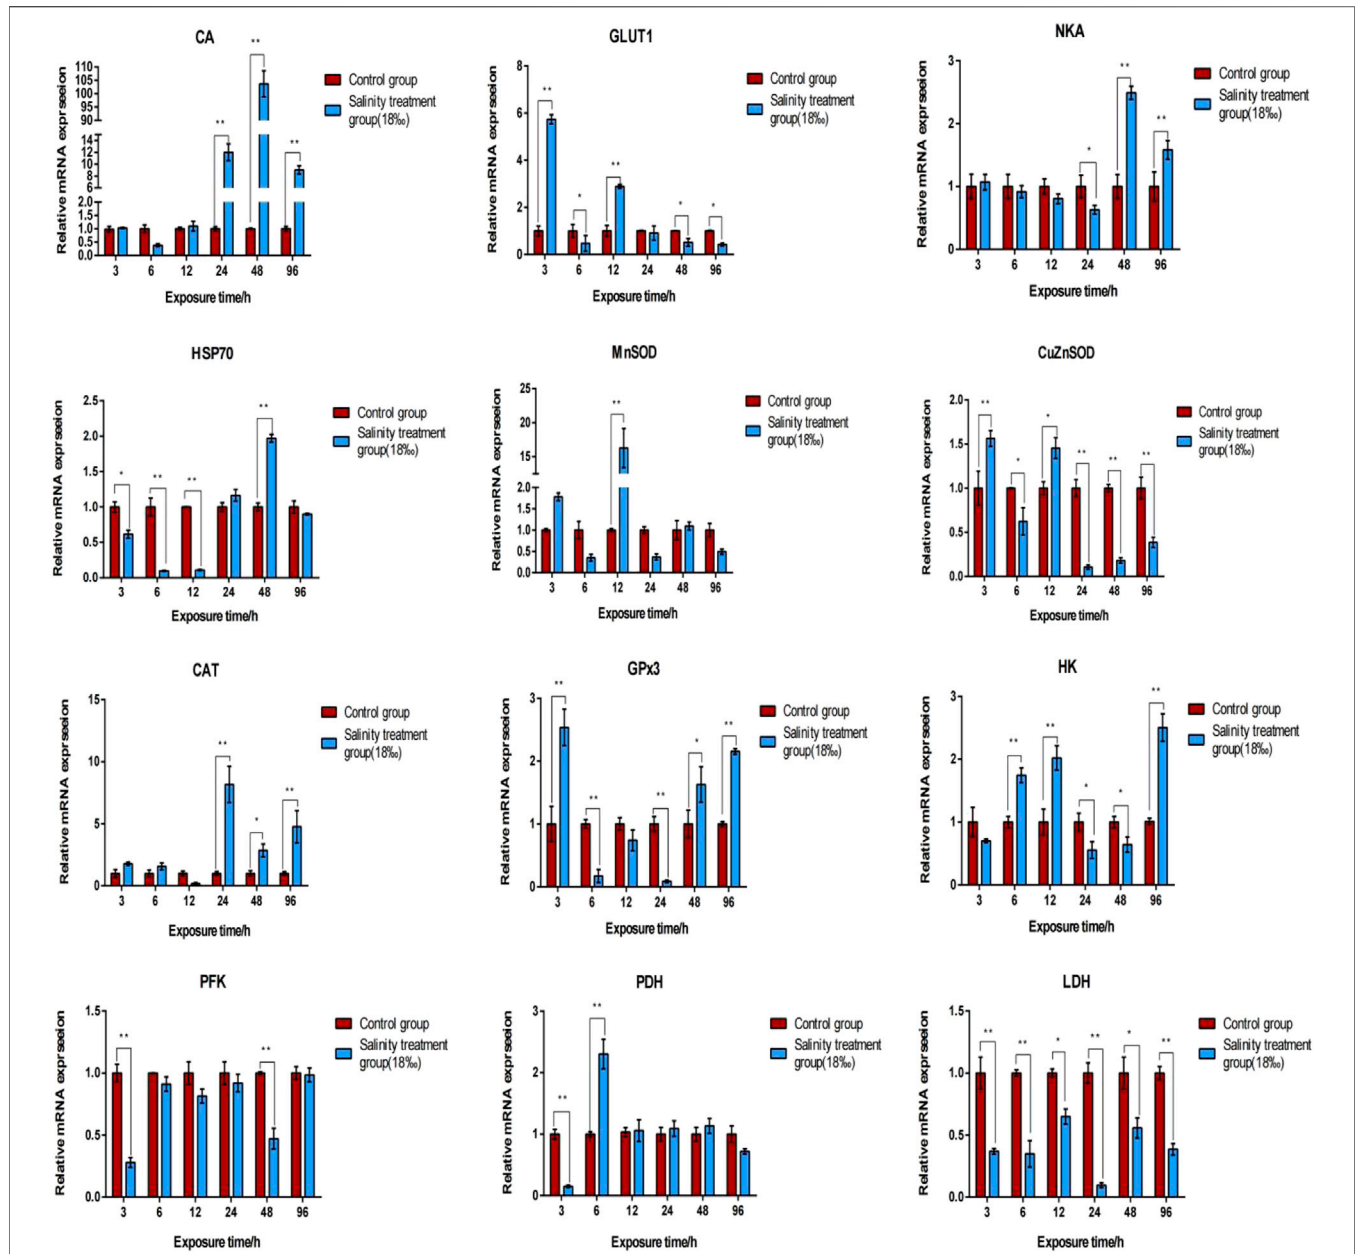 CA
Relative mRNA exprseeion
110
105
100
95
90
14
12
10
8
6
2.0
1.5
1.0
0.5
0.0
** ** **
3 6 12 24 48 96
Exposure time/h
Control group
Salinity treatment
group(18‰)
GLUT1
Relative mRNA exprseeion
8
6
4
2
0
** * ** * *
3 6 12 24 48 96
Exposure time/h
Control group
Salinity treatment
group(18‰)
NKA
Relative mRNA exprseeion
3
2
1
0
* ** **
3 6 12 24 48 96
Exposure time/h
Control group
Salinity treatment
group(18‰)
HSP70
Relative mRNA exprseeion
2.5
2.0
1.5
1.0
0.5
0.0
* ** ** **
3 6 12 24 48 96
Exposure time/h
Control group
Salinity treatment
group(18‰)
MnSOD
Relative mRNA exprseeion
25
20
15
10
5
2.0
1.5
1.0
0.5
0.0
**
3 6 12 24 48 96
Exposure time/h
Control group
Salinity treatment
group(18‰)
CuZnSOD
Relative mRNA exprseeion
2.0
1.5
1.0
0.5
0.0
** * * ** ** **
3 6 12 24 48 96
Exposure time/h
Control group
Salinity treatment
group(18‰)
CAT
Relative mRNA exprseeion
15
10
5
0
** * **
3 6 12 24 48 96
Exposure time/h
Control group
Salinity treatment
group(18‰)
GPx3
Relative mRNA exprseeion
3
2
1
0
** ** ** * **
3 6 12 24 48 96
Exposure time/h
Control group
Salinity treatment
group(18‰)
HK
Relative mRNA exprseeion
3
2
1
0
** ** * * **
3 6 12 24 48 96
Exposure time/h
Control group
Salinity treatment
group(18‰)
PFK
Relative mRNA exprseeion
1.5
1.0
0.5
0.0
** **
3 6 12 24 48 96
Exposure time/h
Control group
Salinity treatment
group(18‰)
PDH
Relative mRNA exprseeion
3
2
1
0
** **
3 6 12 24 48 96
Exposure time/h
Control group
Salinity treatment
group(18‰)
LDH
Relative mRNA exprseeion
1.5
1.0
0.5
0.0
** ** * ** * **
3 6 12 24 48 96
Exposure time/h
Control group
Salinity treatment
group(18‰)